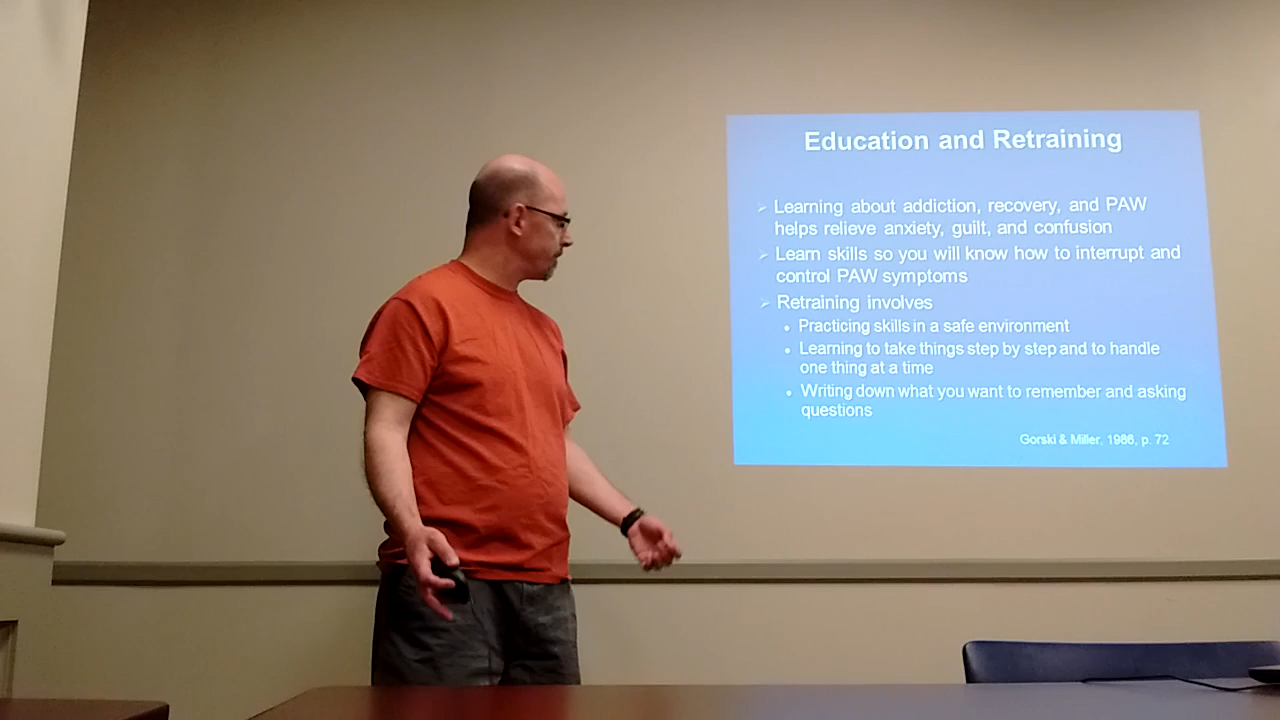 Education and Retraining
Learning about addiction, recovery, and PAW
helps relieve anxiety, guilt, and confusion
Learn skills so you will know how to interrupt and
control PAW symptoms
Retraining involves
Practicing skills in a safe environment
Learning to take things step by step and to handle
one thing at a time
Writing down what you want to remember and asking
questions
Gorski & Miller, 1986, p. 72